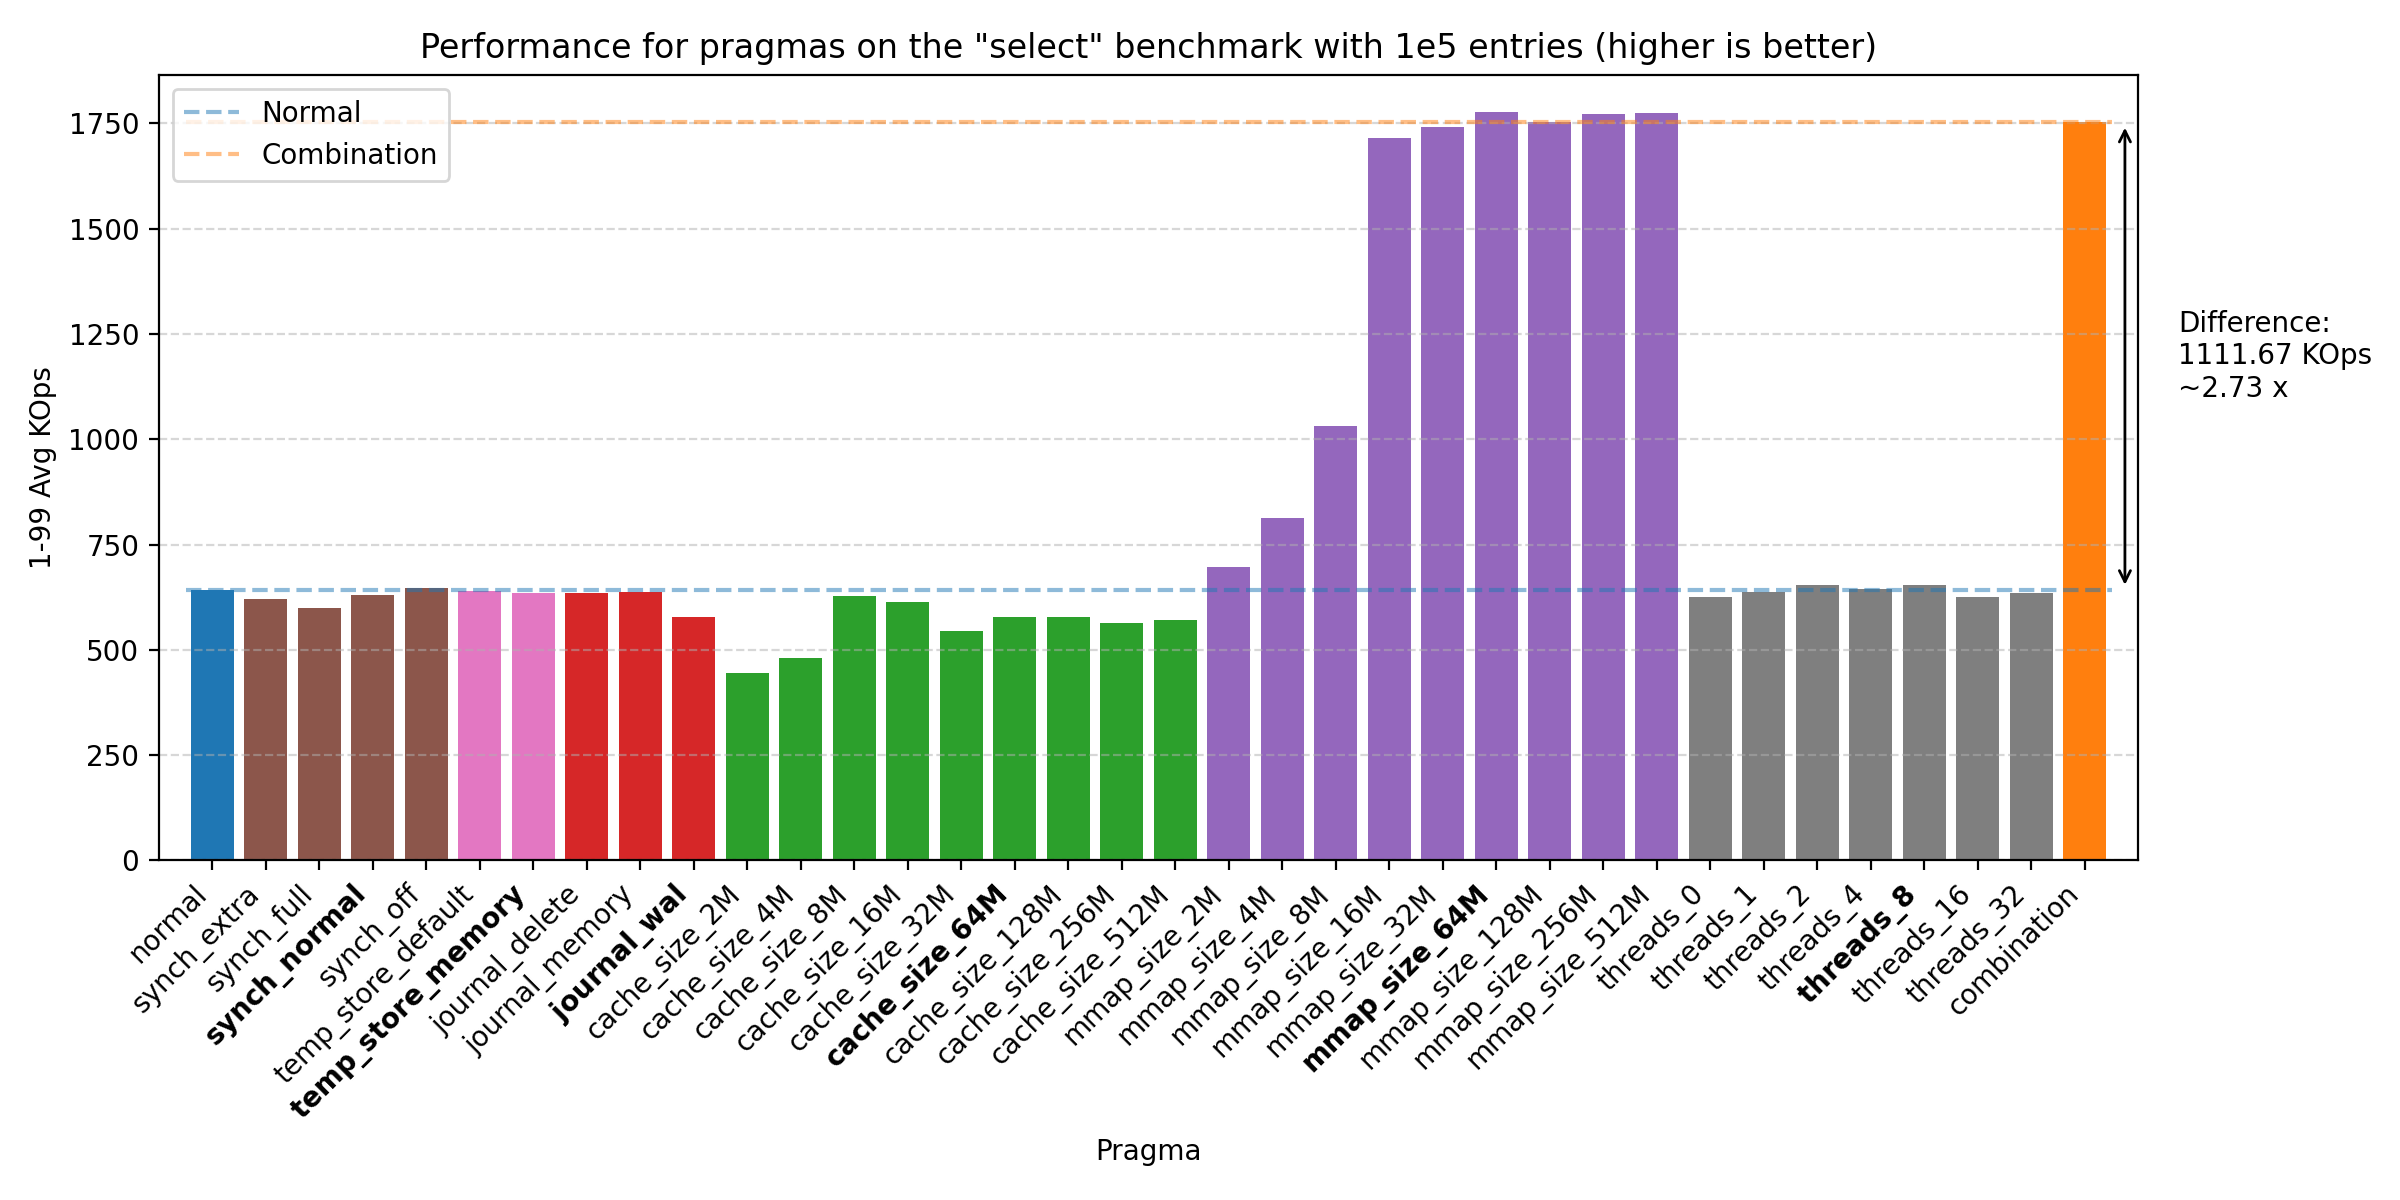 Performance for pragmas on the "select" benchmark with 1e5 entries (higher is better)
Normal
Combination
1750
1500
1250
1000
750
500
250
0
1-99 Avg KOps
Difference:
1111.67 KOps
~2.73 x
normal
synch_extra
synch_full
synch_normal
synch_off
temp_store_default
temp_store_memory
journal_delete
journal_memory
journal_wal
cache_size_2M
cache_size_4M
cache_size_8M
cache_size_16M
cache_size_32M
cache_size_64M
cache_size_128M
cache_size_256M
cache_size_512M
mmap_size_2M
mmap_size_4M
mmap_size_8M
mmap_size_16M
mmap_size_32M
mmap_size_64M
mmap_size_128M
mmap_size_256M
mmap_size_512M
threads_0
threads_1
threads_2
threads_4
threads_8
threads_16
threads_32
combination
Pragma